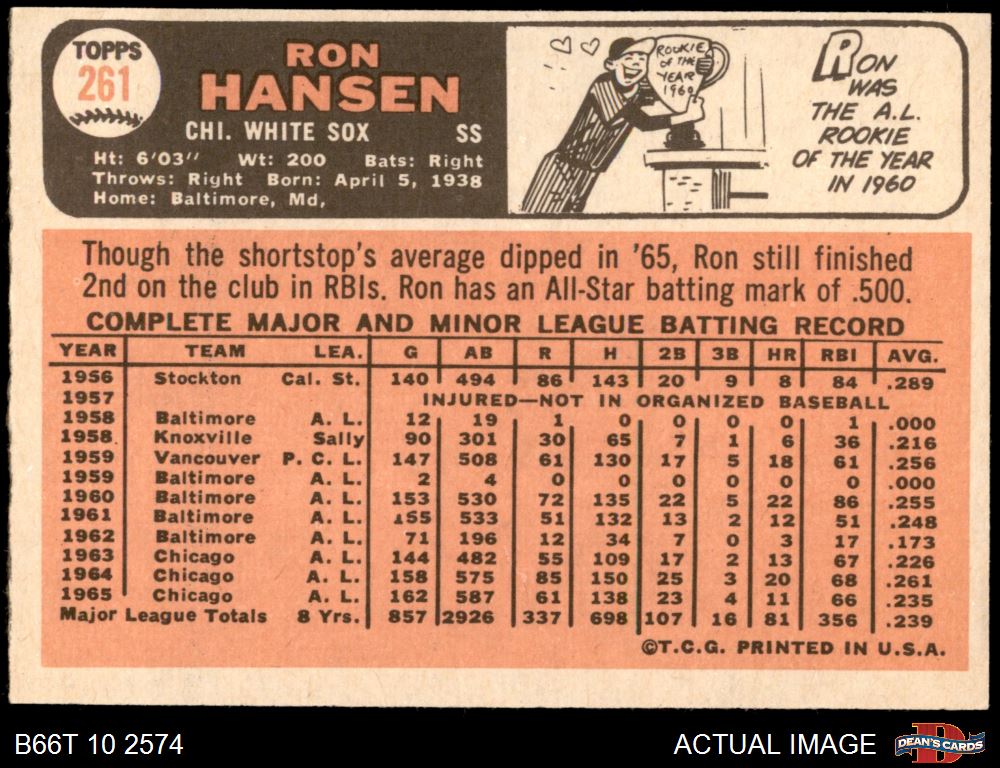 TOPPS
261
RON
HANSEN
CHI. WHITE SOX SS
Ht: 6'03" Wt: 200 Bats: Right
Throws: Right Born: April 5, 1938
Home: Baltimore, Md,
ROOKIE
OF THE
YEAR
1960
RON
WAS
THE A.L.
ROOKIE
OF THE YEAR
IN 1960
Though the shortstop's average dipped in '65, Ron still finished
2nd on the club in RBIs. Ron has an All-Star batting mark of .500.
COMPLETE MAJOR AND MINOR LEAGUE BATTING RECORD
YEAR TEAM LEA. G AB R H 2B 3B HR RBI AVG.
1956 Stockton Cal. St. 140 494 86 143 20 9 8 84 .289
1957 INJURED—NOT IN ORGANIZED BASEBALL
1958 Baltimore A. L. 12 19 1 0 0 0 0 1 .000
1958 Knoxville Sally 90 301 30 65 7 1 6 36 .216
1959 Vancouver P. C. L. 147 508 61 130 17 5 18 61 .256
1959 Baltimore A. L. 2 4 0 0 0 0 0 0 .000
1960 Baltimore A. L. 153 530 72 135 22 5 22 86 .255
1961 Baltimore A. L. 155 533 51 132 13 2 12 51 .248
1962 Baltimore A. L. 71 196 12 34 7 0 3 17 .173
1963 Chicago A. L. 144 482 55 109 17 2 13 67 .226
1964 Chicago A. L. 158 575 85 150 25 3 20 68 .261
1965 Chicago A. L. 162 587 61 138 23 4 11 66 .235
Major League Totals 8 Yrs. 857 2926 337 698 107 16 81 356 .239
©T.C.G. PRINTED IN U.S.A.
B66T 10 2574
ACTUAL IMAGE
D
DEAN'S CARDS